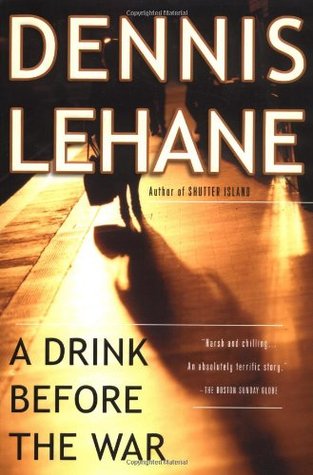 DENNIS
LEHANE
Author of SHUTTER ISLAND
"Harsh and chilling...
An absolutely terrific story."
—THE BOSTON SUNDAY GLOBE
A DRINK
BEFORE
THE WAR